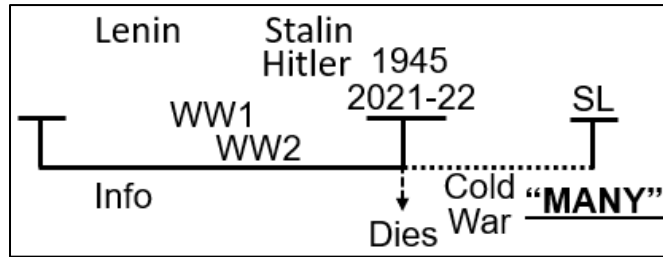 Lenin Stalin
Hitler 1945
2021-22 SL
WW1
WW2
Info Cold "MANY"
War
Dies